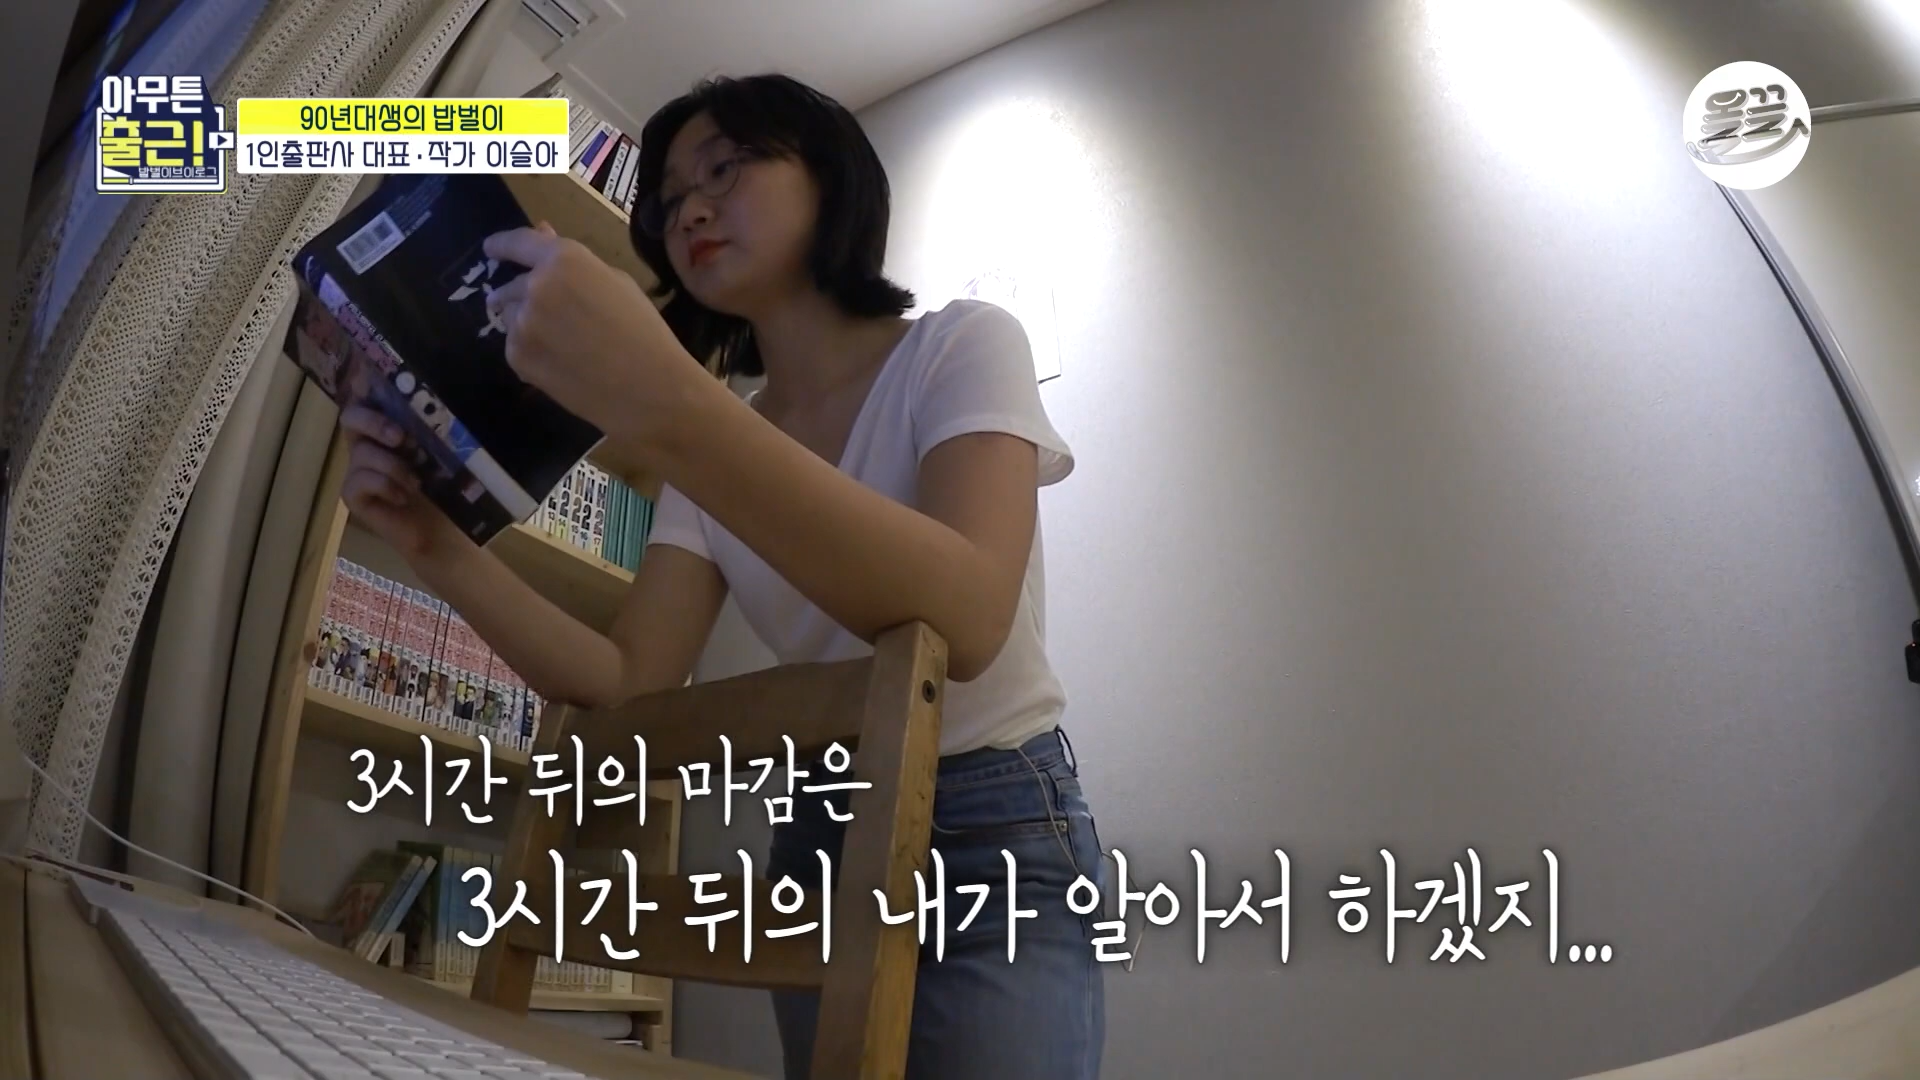 아무튼
출근!
밥벌이브이로그
90년대생의 밥벌이
1인출판사 대표·작가 이슬아
올끌
3시간 뒤의 마감은
3시간 뒤의 내가 알아서 하겠지...